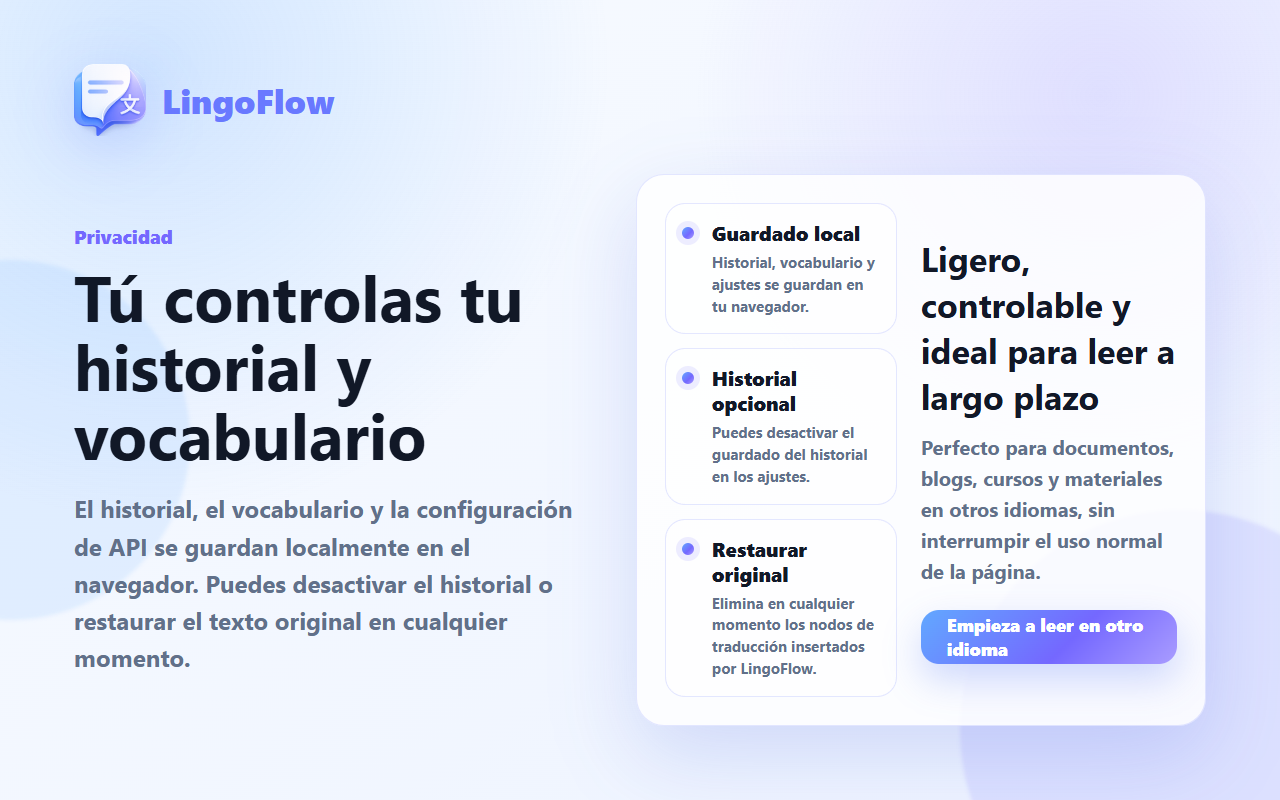 文
LingoFlow
Privacidad
Tú controlas tu
historial y
vocabulario
El historial, el vocabulario y la configuración
de API se guardan localmente en el
navegador. Puedes desactivar el historial o
restaurar el texto original en cualquier
momento.
Guardado local
Historial, vocabulario y
ajustes se guardan en
tu navegador.
Historial
opcional
Puedes desactivar el
guardado del historial
en los ajustes.
Restaurar
original
Elimina en cualquier
momento los nodos de
traducción insertados
por LingoFlow.
Ligero,
controlable y
ideal para leer a
largo plazo
Perfecto para documentos,
blogs, cursos y materiales
en otros idiomas, sin
interrumpir el uso normal
de la página.
Empieza a leer en otro
idioma